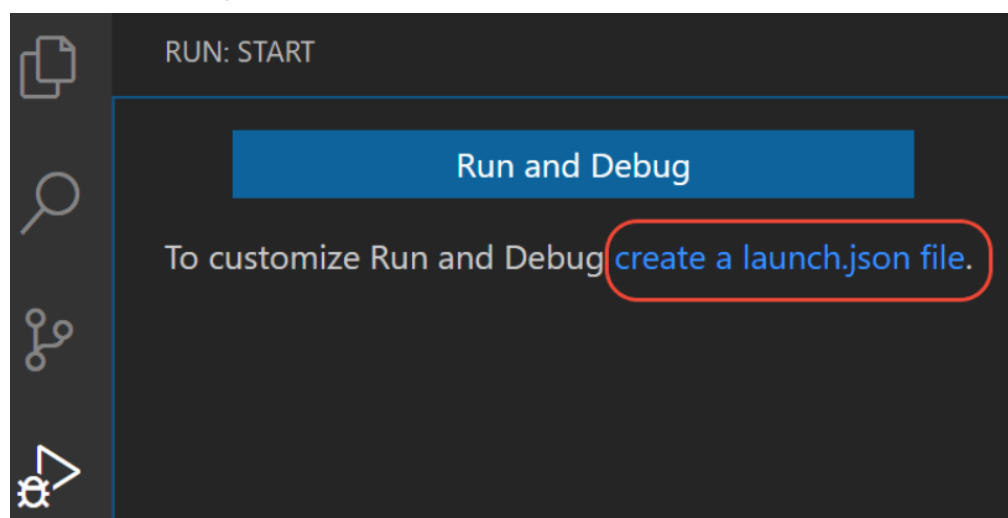 RUN: START
Run and Debug
To customize Run and Debug create a launch.json file.